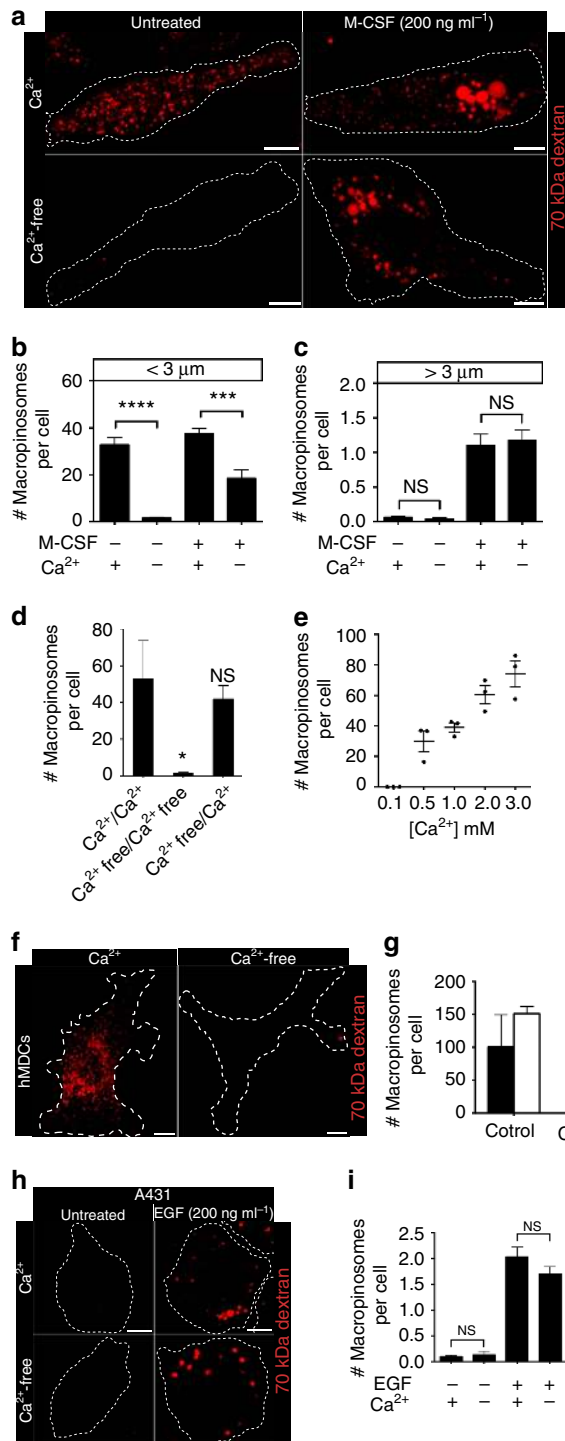 a
Untreated
M-CSF (200 ng ml⁻¹)
Ca²⁺
Ca²⁺-free
70 kDa dextran
b
< 3 μm
# Macropinosomes
per cell
60
40
20
0
****
***
M-CSF – – + +
Ca²⁺ + – + –
c
> 3 μm
# Macropinosomes
per cell
2.0
1.5
1.0
0.5
0.0
NS
NS
M-CSF – – + +
Ca²⁺ + – + –
d
# Macropinosomes
per cell
80
60
40
20
0
*
NS
Ca²⁺/Ca²⁺
Ca²⁺ free/Ca²⁺ free
Ca²⁺ free/Ca²⁺
e
# Macropinosomes
per cell
100
80
60
40
20
0
0.1 0.5 1.0 2.0 3.0
[Ca²⁺] mM
f
Ca²⁺
Ca²⁺-free
hMDCs
70 kDa dextran
g
# Macropinosomes
per cell
200
150
100
50
0
Cotrol
C
h
A431
Untreated
EGF (200 ng ml⁻¹)
Ca²⁺
Ca²⁺-free
70 kDa dextran
i
# Macropinosomes
per cell
2.5
2.0
1.5
1.0
0.5
0.0
NS
NS
EGF – – + +
Ca²⁺ + – + –